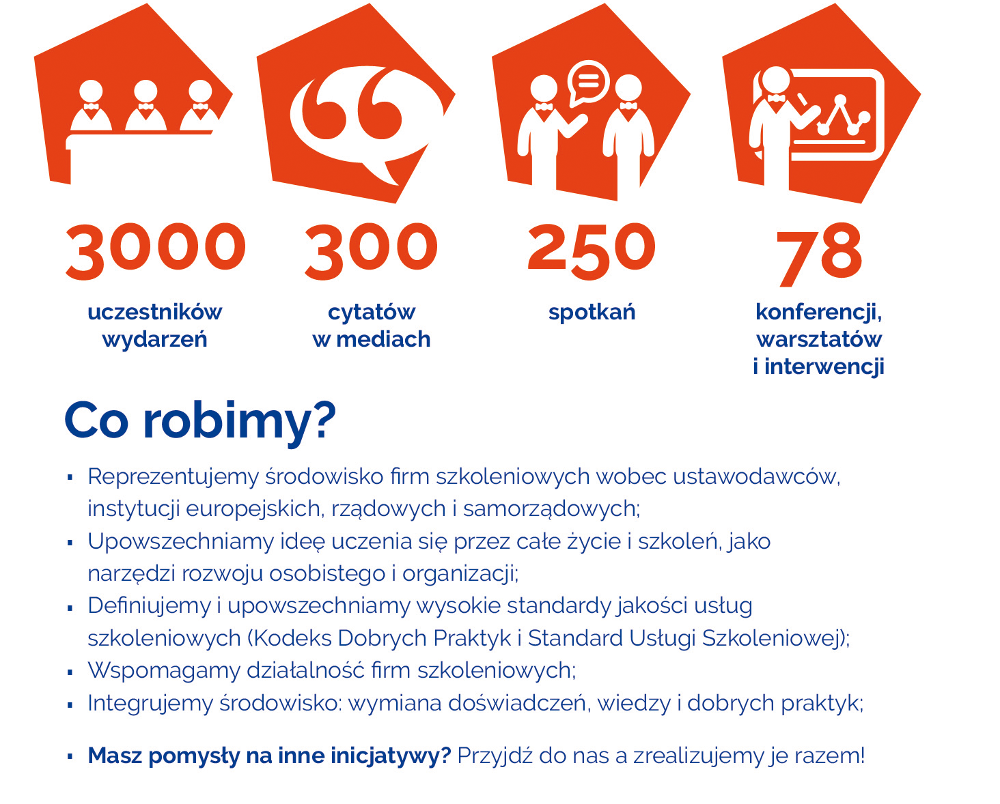 3000
uczestników
wydarzeń
300
cytatów
w mediach
250
spotkań
78
konferencji,
warsztatów
i interwencji
Co robimy?
▪ Reprezentujemy środowisko firm szkoleniowych wobec ustawodawców,
instytucji europejskich, rządowych i samorządowych;
▪ Upowszechniamy ideę uczenia się przez całe życie i szkoleń, jako
narzędzi rozwoju osobistego i organizacji;
▪ Definiujemy i upowszechniamy wysokie standardy jakości usług
szkoleniowych (Kodeks Dobrych Praktyk i Standard Usługi Szkoleniowej);
▪ Wspomagamy działalność firm szkoleniowych;
▪ Integrujemy środowisko: wymiana doświadczeń, wiedzy i dobrych praktyk;
▪ Masz pomysły na inne inicjatywy? Przyjdź do nas a zrealizujemy je razem!